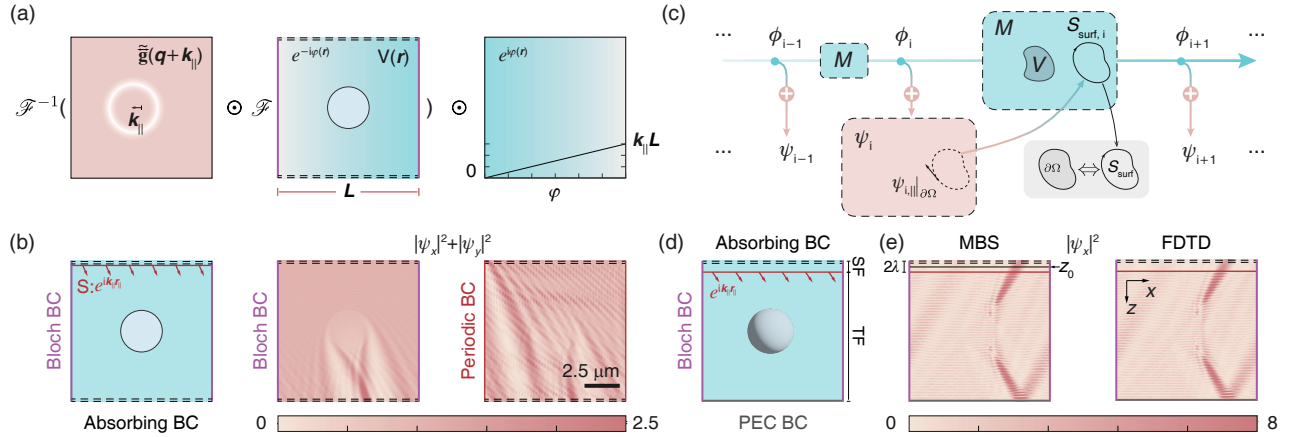 (a)
g̃̃(q+k||)
ℱ⁻¹(
k||
⊙ ℱ
e^−iφ(r)
V(r)
L
) ⊙
e^iφ(r)
k||L
0
φ
(b)
|ψx|²+|ψy|²
Bloch BC
S:e^ik||r||
Absorbing BC
Bloch BC
Periodic BC
2.5 μm
0
2.5
(c)
...
ϕi−1
M
ϕi
M
V
Ssurf, i
ϕi+1
...
...
ψi−1
ψi
ψi,|| |∂Ω
∂Ω ⇔ Ssurf
ψi+1
...
(d)
Absorbing BC
Bloch BC
e^ik||r||
SF
TF
PEC BC
(e)
MBS
|ψx|²
FDTD
2λ
z0
x
z
0
8